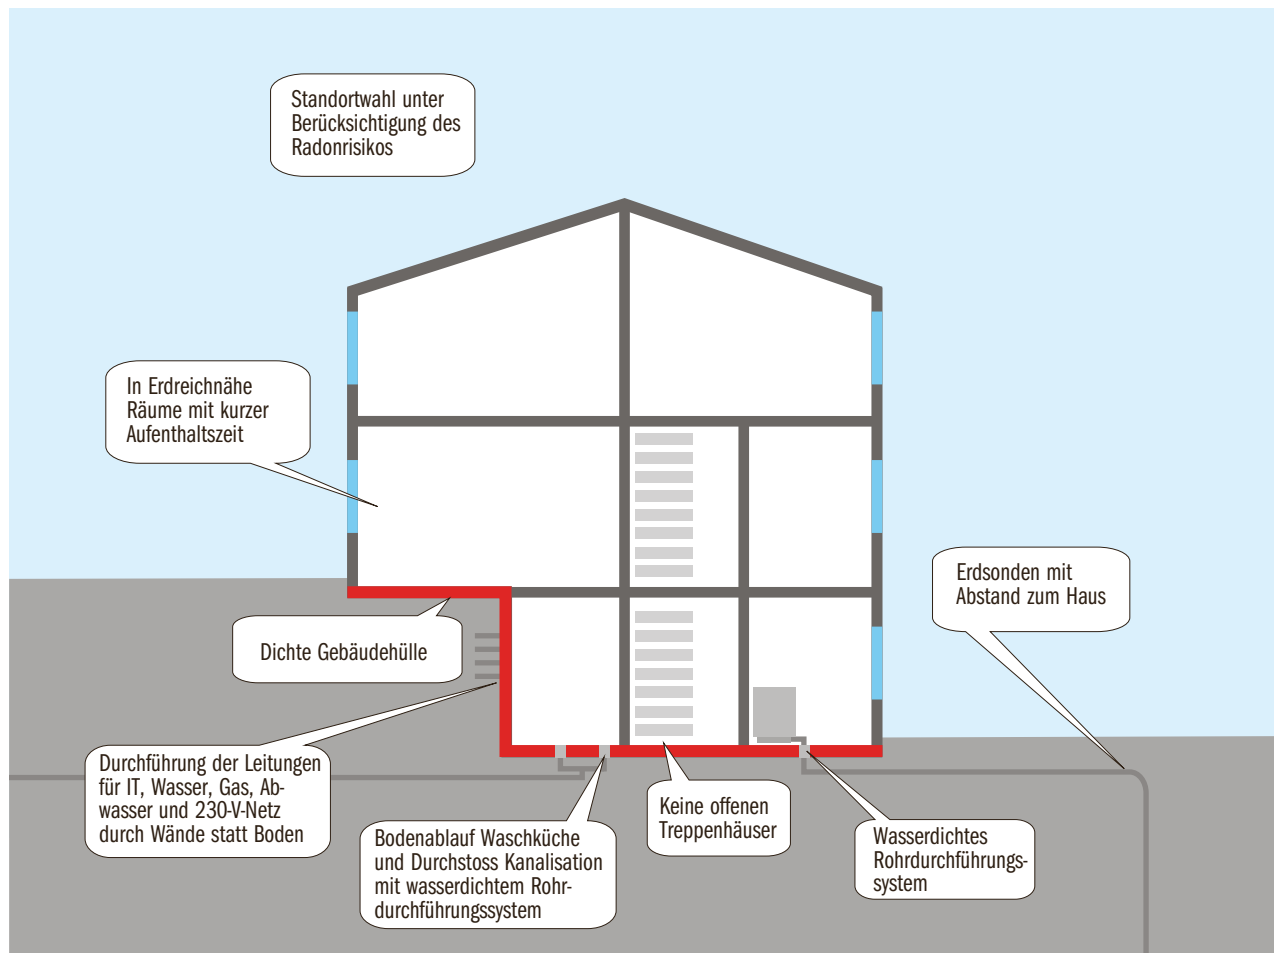 Standortwahl unter
Berücksichtigung des
Radonrisikos
In Erdreichnähe
Räume mit kurzer
Aufenthaltszeit
Erdsonden mit
Abstand zum Haus
Dichte Gebäudehülle
Durchführung der Leitungen
für IT, Wasser, Gas, Ab-
wasser und 230-V-Netz
durch Wände statt Boden
Bodenablauf Waschküche
und Durchstoss Kanalisation
mit wasserdichtem Rohr-
durchführungssystem
Keine offenen
Treppenhäuser
Wasserdichtes
Rohrdurchführungs-
system